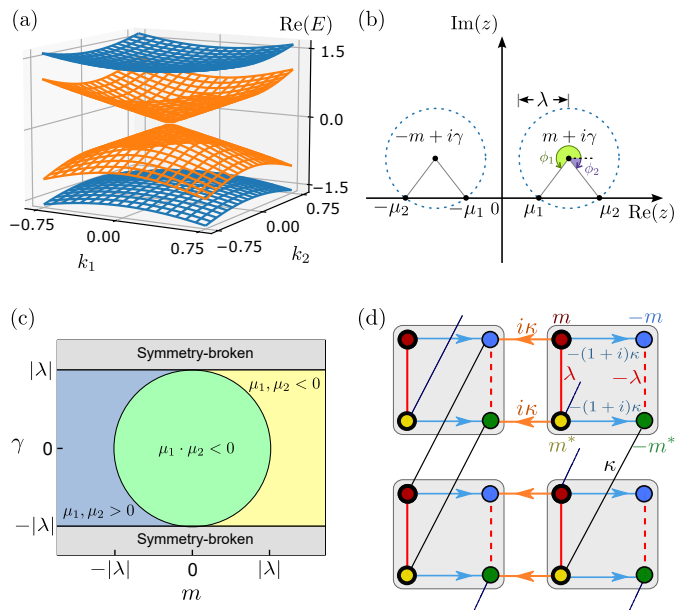 (a)
Re(E)
1.5
0.0
−1.5
−0.75
0.00
0.75
k₁
−0.75
0.00
0.75
k₂
(b)
Im(z)
λ
-m + iγ
m + iγ
ϕ₁
ϕ₂
−μ₂
−μ₁
0
μ₁
μ₂
Re(z)
(c)
Symmetry-broken
|λ|
μ₁, μ₂ < 0
γ
0
μ₁ · μ₂ < 0
μ₁, μ₂ > 0
−|λ|
Symmetry-broken
−|λ|
0
|λ|
m
(d)
iκ
m
−m
−(1 + i)κ
λ
−λ
iκ
−(1 + i)κ
m*
κ
−m*